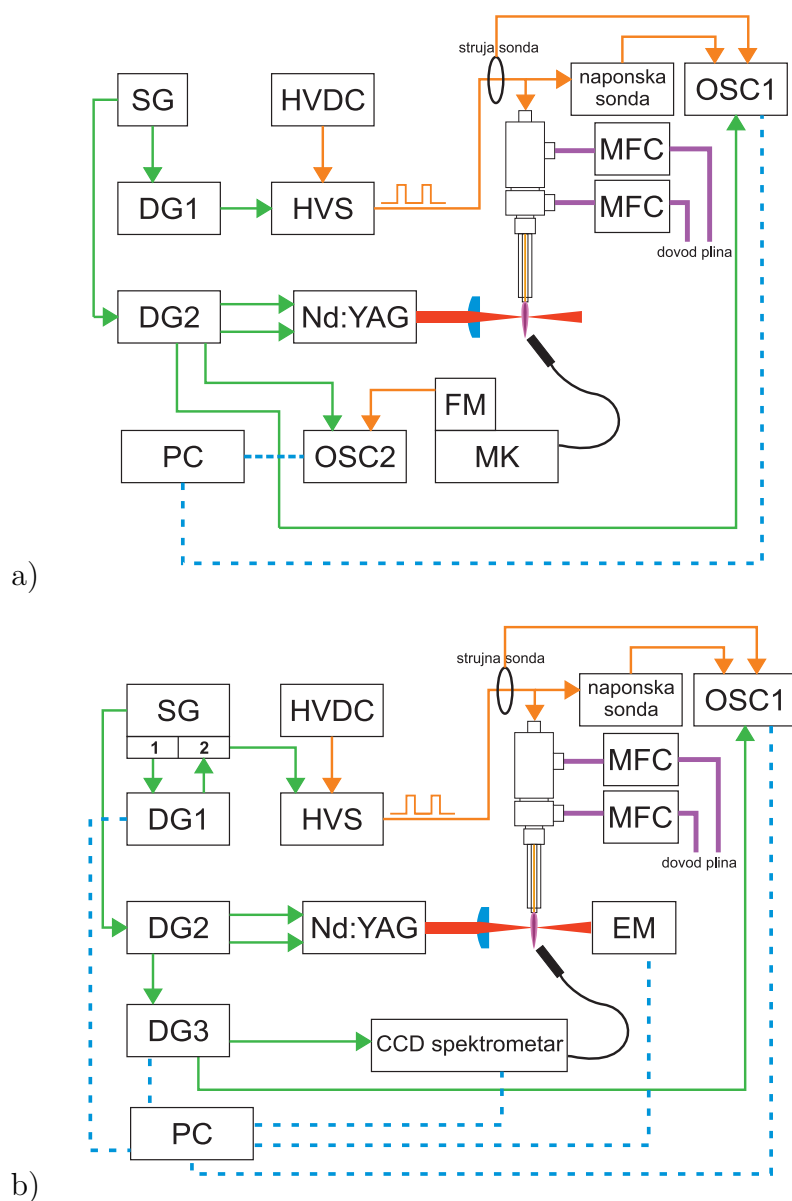 struja sonda
SG
HVDC
naponska
sonda
OSC1
MFC
DG1
HVS
MFC
dovod plina
DG2
Nd:YAG
FM
PC
OSC2
MK
a)
strujna sonda
SG
1 2
HVDC
naponska
sonda
OSC1
MFC
DG1
HVS
MFC
dovod plina
DG2
Nd:YAG
EM
DG3
CCD spektrometar
PC
b)